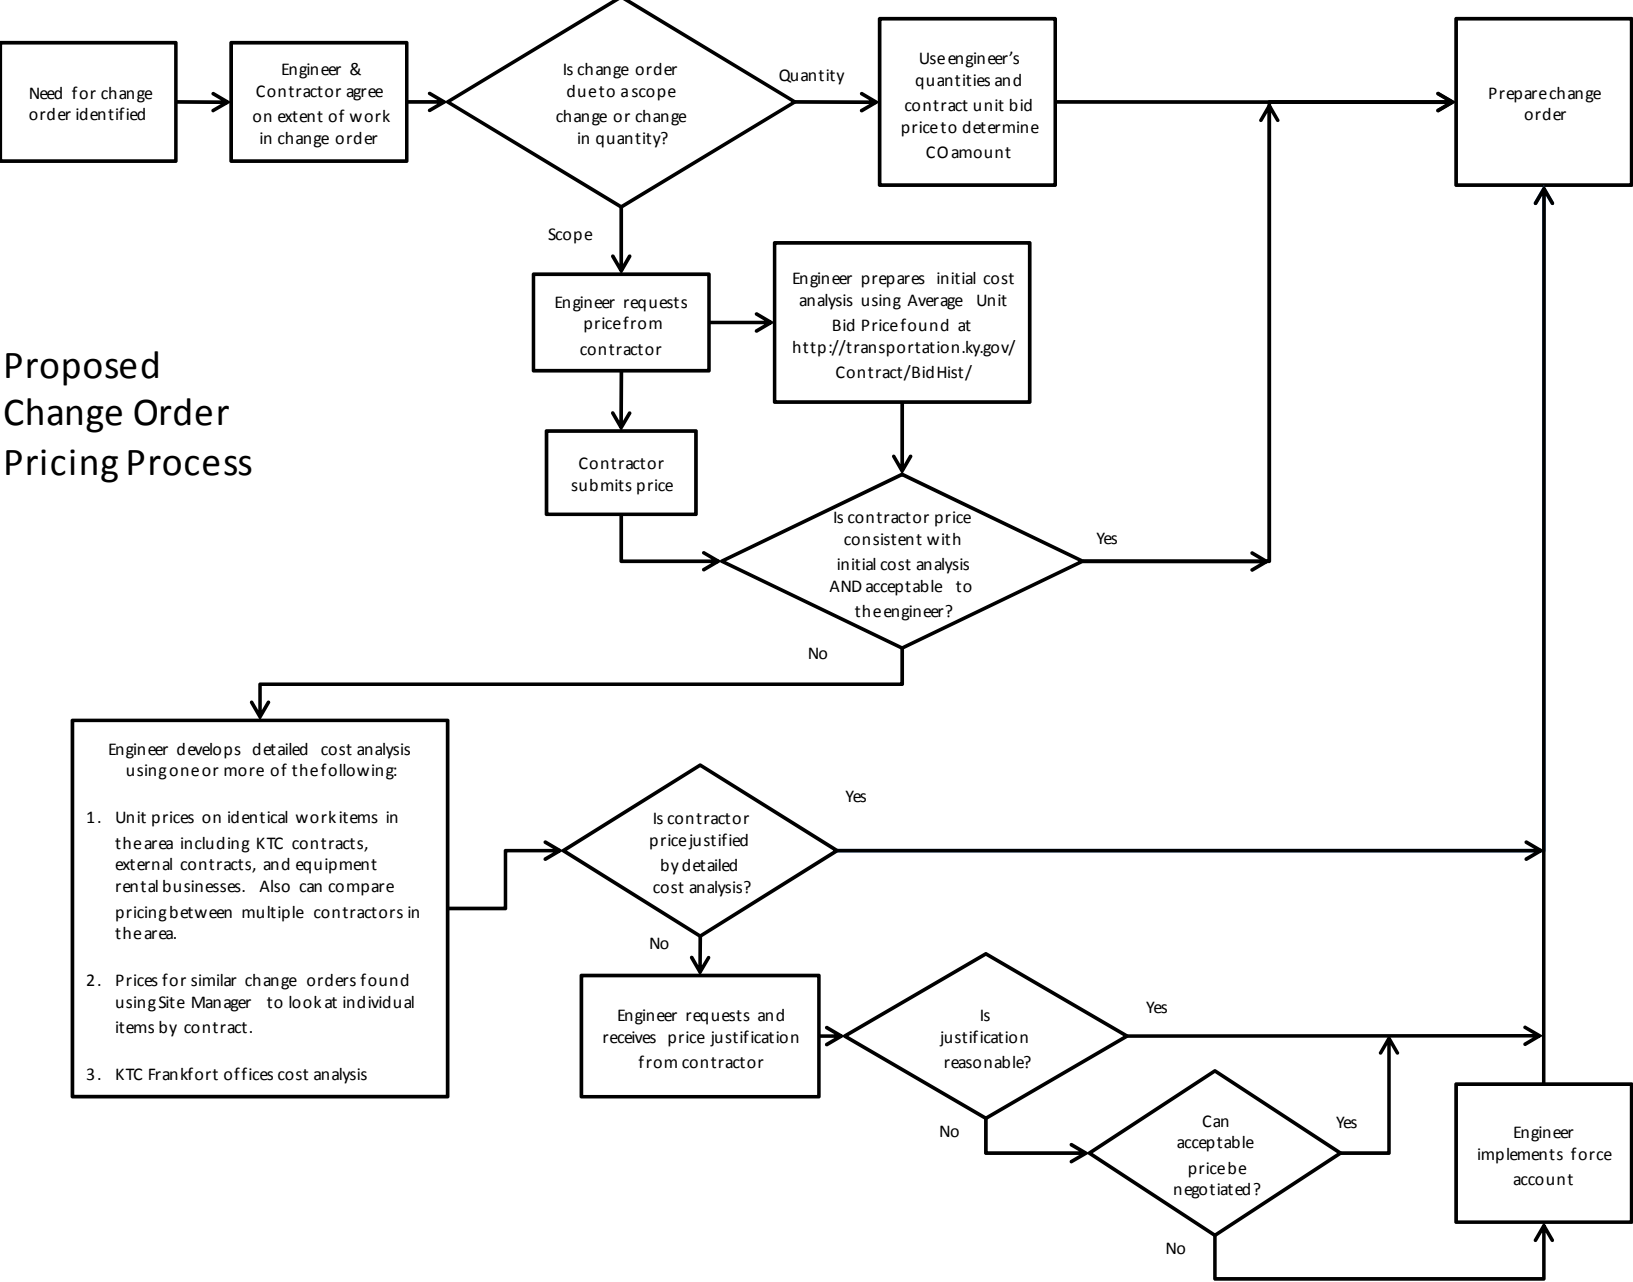 Need for change
order identified
Engineer &
Contractor agree
on extent of work
in change order
Is change order
due to a scope
change or change
in quantity?
Quantity
Use engineer's
quantities and
contract unit bid
price to determine
CO amount
Prepare change
order
Scope
Engineer requests
price from
contractor
Engineer prepares initial cost
analysis using Average Unit
Bid Price found at
http://transportation.ky.gov/
Contract/BidHist/
Proposed
Change Order
Pricing Process
Contractor
submits price
Is contractor price
consistent with
initial cost analysis
AND acceptable to
the engineer?
Yes
No
Engineer develops detailed cost analysis
using one or more of the following:
1. Unit prices on identical work items in
the area including KTC contracts,
external contracts, and equipment
rental businesses. Also can compare
pricing between multiple contractors in
the area.
2. Prices for similar change orders found
using Site Manager to look at individual
items by contract.
3. KTC Frankfort offices cost analysis
Is contractor
price justified
by detailed
cost analysis?
Yes
No
Engineer requests and
receives price justification
from contractor
Is
justification
reasonable?
Yes
No
Can
acceptable
price be
negotiated?
Yes
No
Engineer
implements force
account